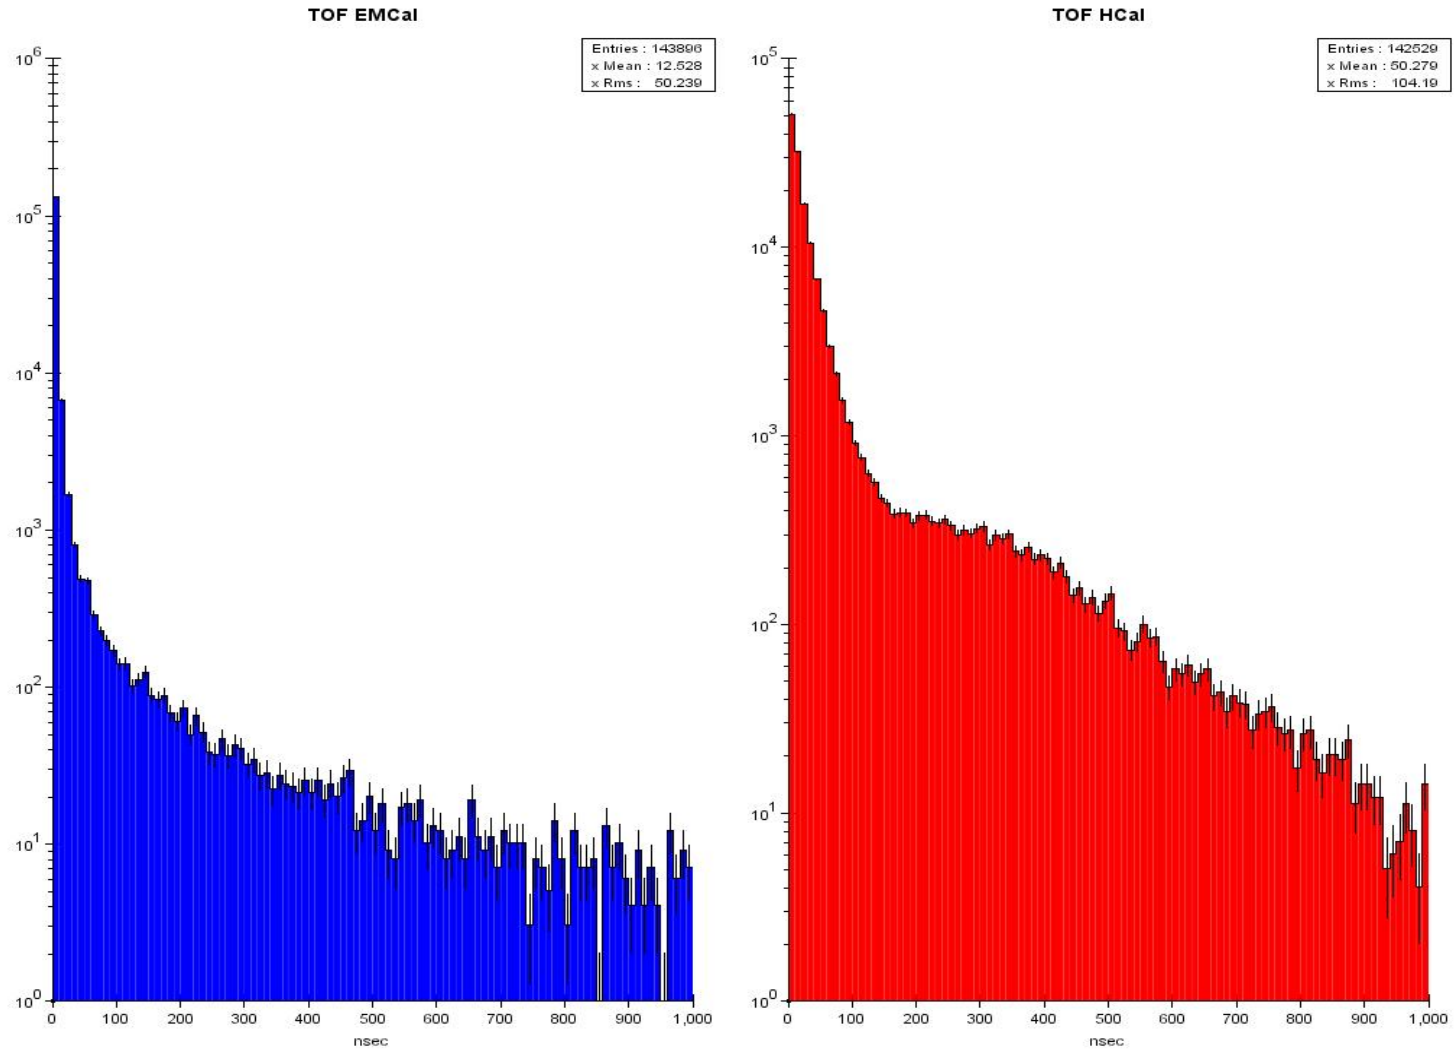 TOF EMCal
Entries : 143896
x Mean : 12.528
x Rms : 50.239
10^6
10^5
10^4
10^3
10^2
10^1
10^0
0 100 200 300 400 500 600 700 800 900 1,000
nsec
TOF HCal
Entries : 142529
x Mean : 50.279
x Rms : 104.19
10^5
10^4
10^3
10^2
10^1
10^0
0 100 200 300 400 500 600 700 800 900 1,000
nsec